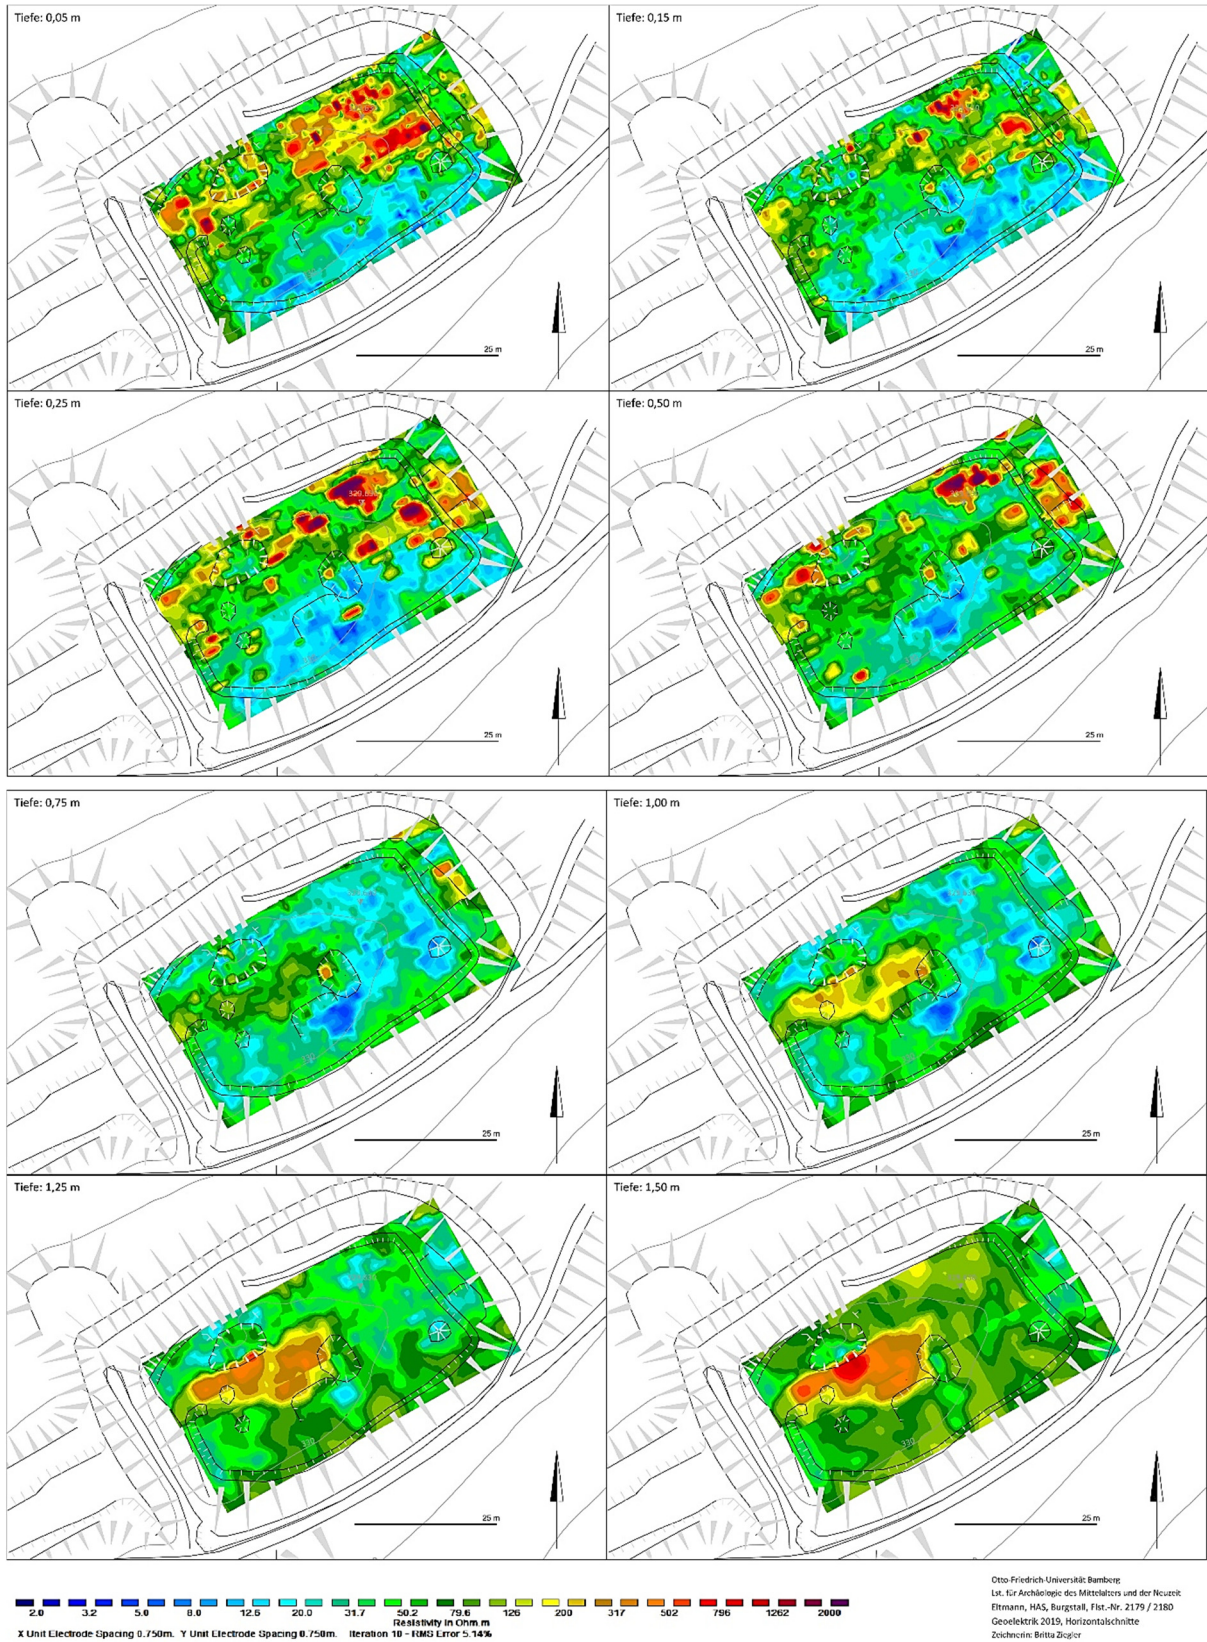 Tiefe: 0,05 m
Tiefe: 0,15 m
25 m
25 m
Tiefe: 0,25 m
Tiefe: 0,50 m
25 m
25 m
Tiefe: 0,75 m
Tiefe: 1,00 m
330
25 m
25 m
Tiefe: 1,25 m
Tiefe: 1,50 m
330
330
25 m
25 m
2.0 3.2 5.0 8.0 12.5 20.0 31.7 50.2 79.6 126 200 317 502 796 1262 2000
Resistivity in Ohm.m
X Unit Electrode Spacing 0.750m. Y Unit Electrode Spacing 0.750m. Iteration 10 - RMS Error 5.14%
Otto-Friedrich-Universität Bamberg
Lst. für Archäologie des Mittelalters und der Neuzeit
Eltmann, HAS, Burgstall, Flst.-Nr. 2179 / 2180
Geoelektrik 2019, Horizontalschnitte
Zeichnerin: Britta Ziegler